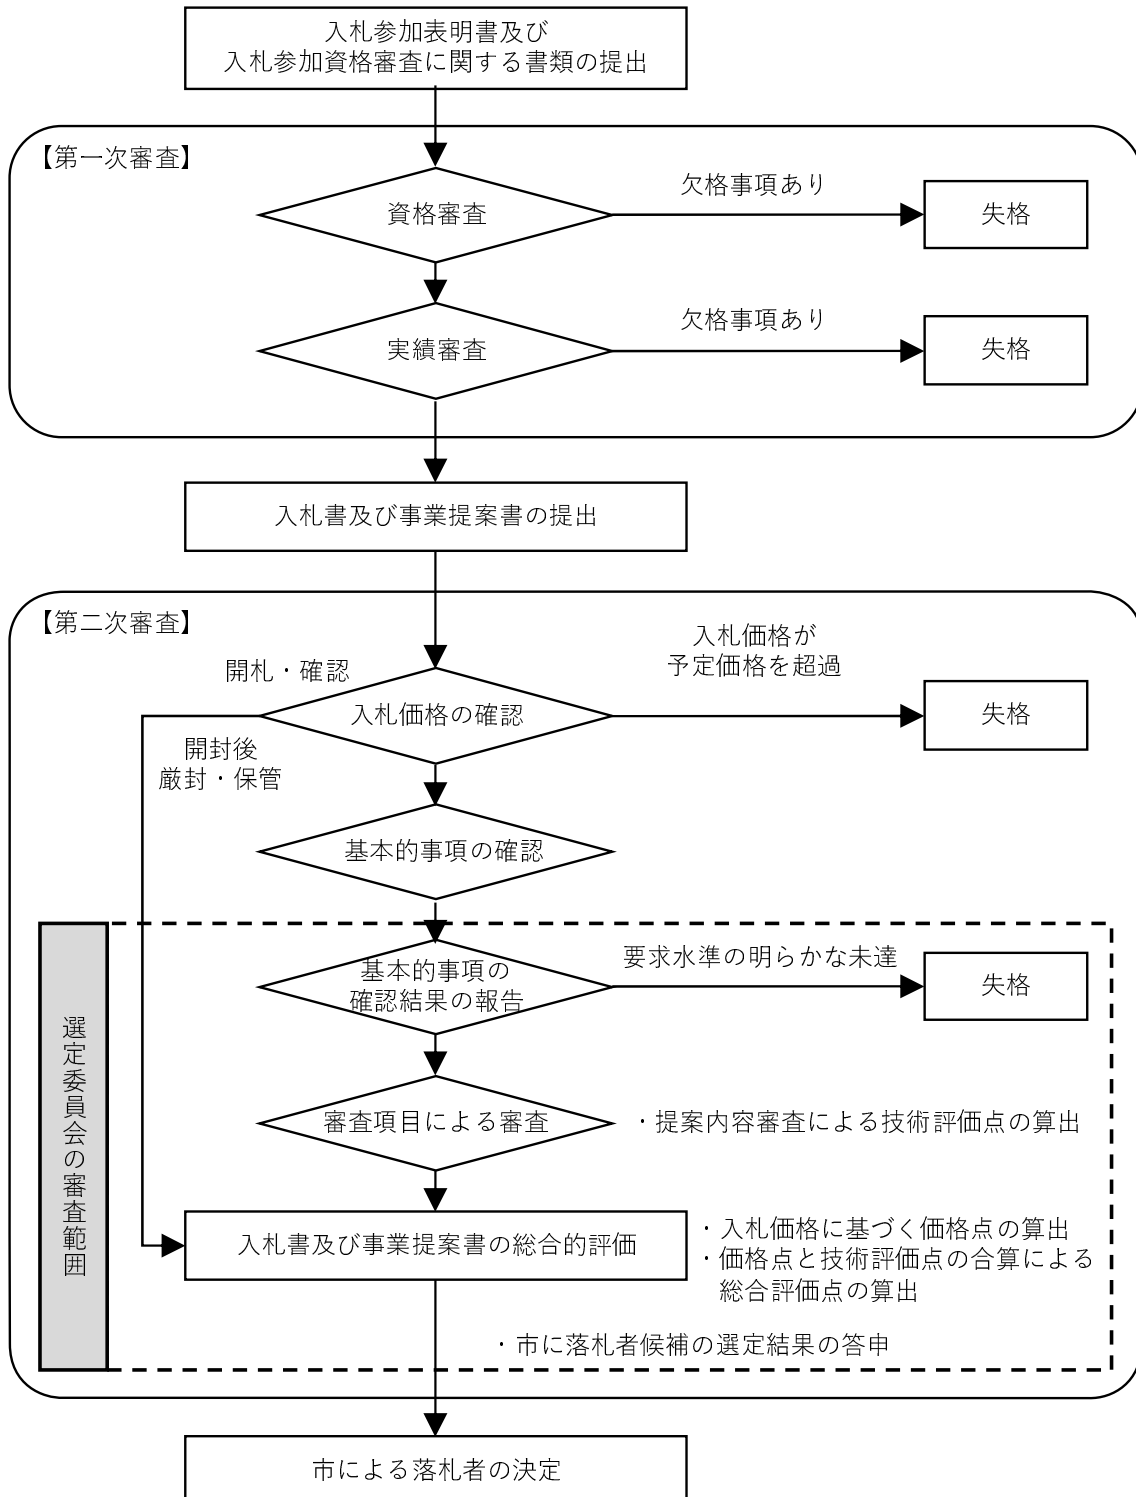 入札参加表明書及び
入札参加資格審査に関する書類の提出
【第一次審査】
資格審査
欠格事項あり
失格
実績審査
欠格事項あり
失格
入札書及び事業提案書の提出
【第二次審査】
入札価格が
予定価格を超過
開札・確認
入札価格の確認
失格
開封後
厳封・保管
基本的事項の確認
基本的事項の
確認結果の報告
要求水準の明らかな未達
失格
選定委員会の審査範囲
審査項目による審査
・提案内容審査による技術評価点の算出
入札書及び事業提案書の総合的評価
・入札価格に基づく価格点の算出
・価格点と技術評価点の合算による
総合評価点の算出
・市に落札者候補の選定結果の答申
市による落札者の決定